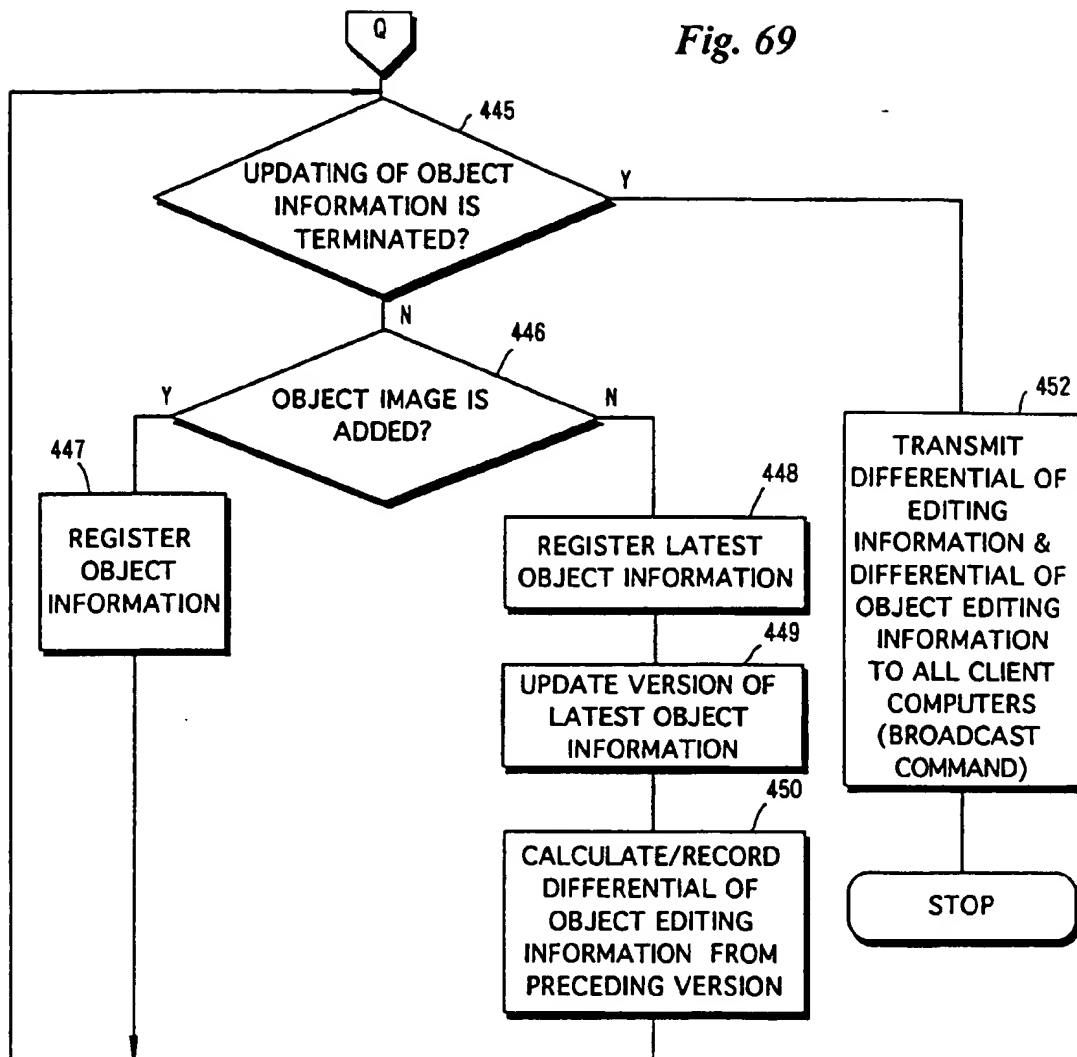 Q
Fig. 69
445
UPDATING OF OBJECT
INFORMATION IS
TERMINATED?
Y
N
446
OBJECT IMAGE IS
ADDED?
Y
N
447
REGISTER
OBJECT
INFORMATION
448
REGISTER LATEST
OBJECT INFORMATION
449
UPDATE VERSION OF
LATEST OBJECT
INFORMATION
450
CALCULATE/RECORD
DIFFERENTIAL OF
OBJECT EDITING
INFORMATION FROM
PRECEDING VERSION
452
TRANSMIT
DIFFERENTIAL OF
EDITING
INFORMATION &
DIFFERENTIAL OF
OBJECT EDITING
INFORMATION
TO ALL CLIENT
COMPUTERS
(BROADCAST
COMMAND)
STOP